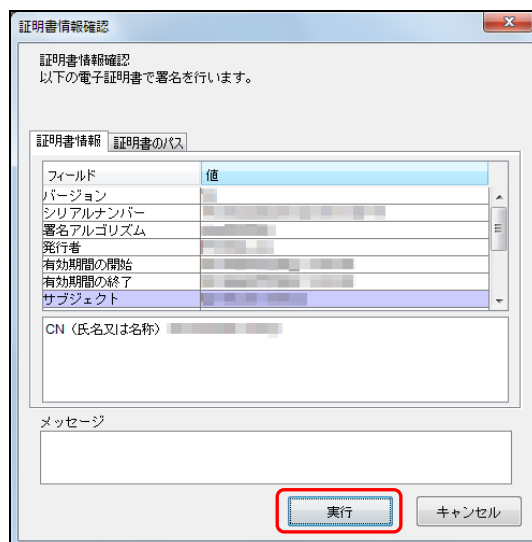 証明書情報確認
証明書情報確認
以下の電子証明書で署名を行います。
証明書情報 証明書のパス
フィールド 値
バージョン
シリアルナンバー
署名アルゴリズム
発行者
有効期間の開始
有効期間の終了
サブジェクト
CN（氏名又は名称）
メッセージ
実行 キャンセル